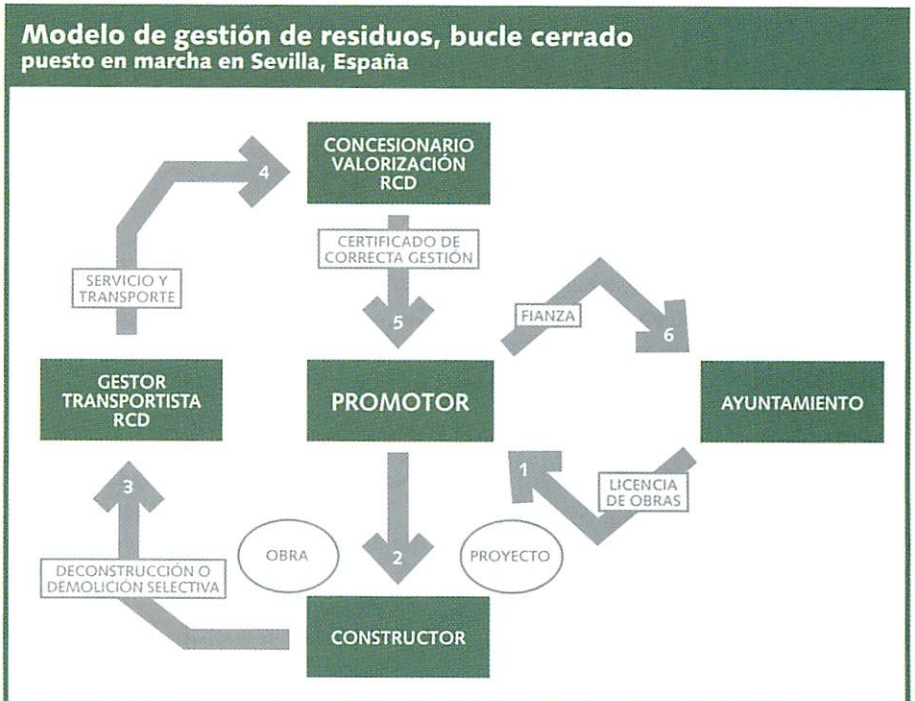 Modelo de gestión de residuos, bucle cerrado
puesto en marcha en Sevilla, España
CONCESIONARIO
VALORIZACIÓN
RCD
4
CERTIFICADO DE
CORRECTA GESTIÓN
SERVICIO Y
TRANSPORTE
FIANZA
5
6
GESTOR
TRANSPORTISTA
RCD
PROMOTOR
AYUNTAMIENTO
1
LICENCIA
DE OBRAS
3
2
OBRA
PROYECTO
DECONSTRUCCIÓN O
DEMOLICIÓN SELECTIVA
CONSTRUCTOR